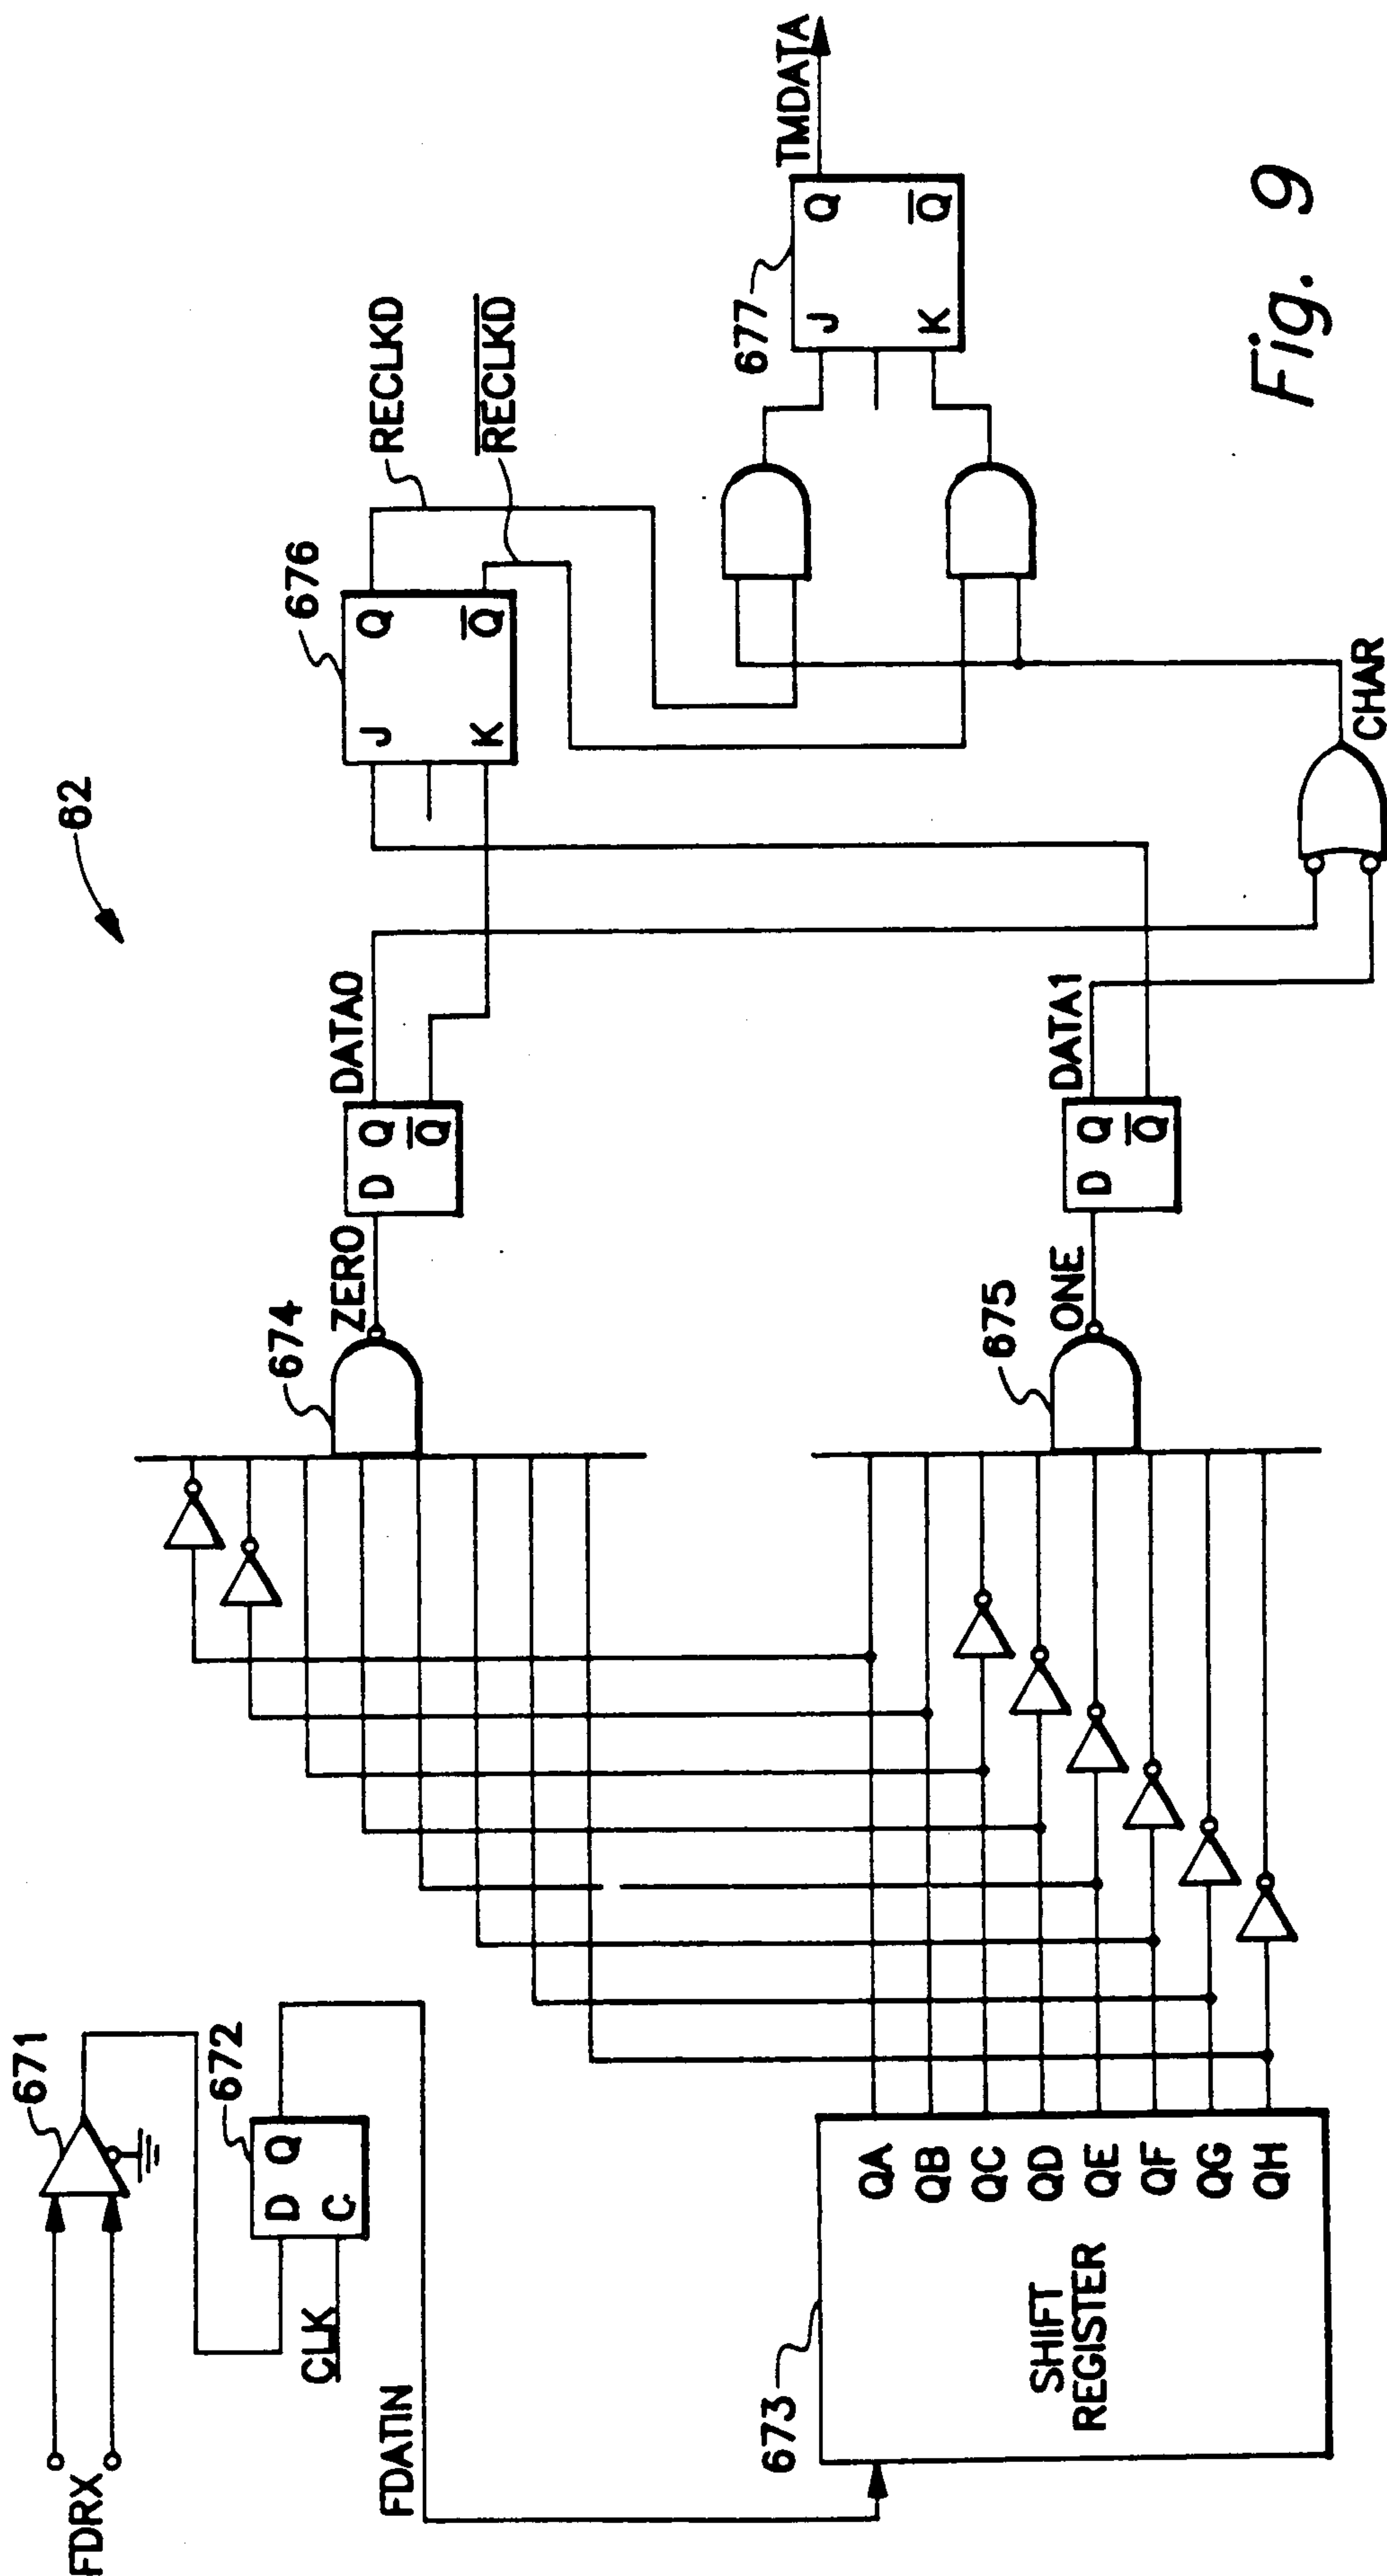 62
FDRX
671
D Q
C
672
CLK
FDATIN
673
SHIFT
REGISTER
QA
QB
QC
QD
QE
QF
QG
QH
674
ZERO
D Q
Q
DATA0
675
ONE
D Q
Q
DATA1
J Q
K Q
676
RECLKD
RECLKD
CHAR
J Q
K Q
677
TMDATA
Fig. 9